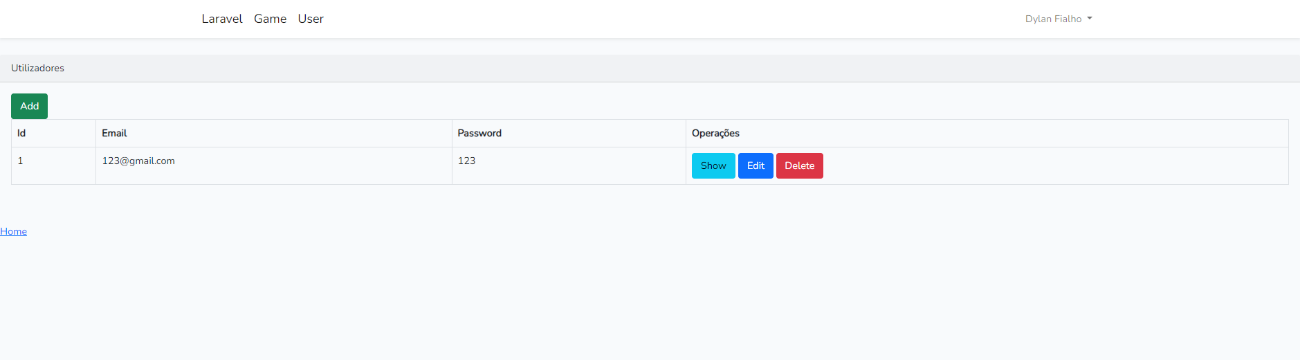 Laravel Game User Dylan Fialho
Utilizadores
Add
Id Email Password Operações
1 123@gmail.com 123 Show Edit Delete
Home